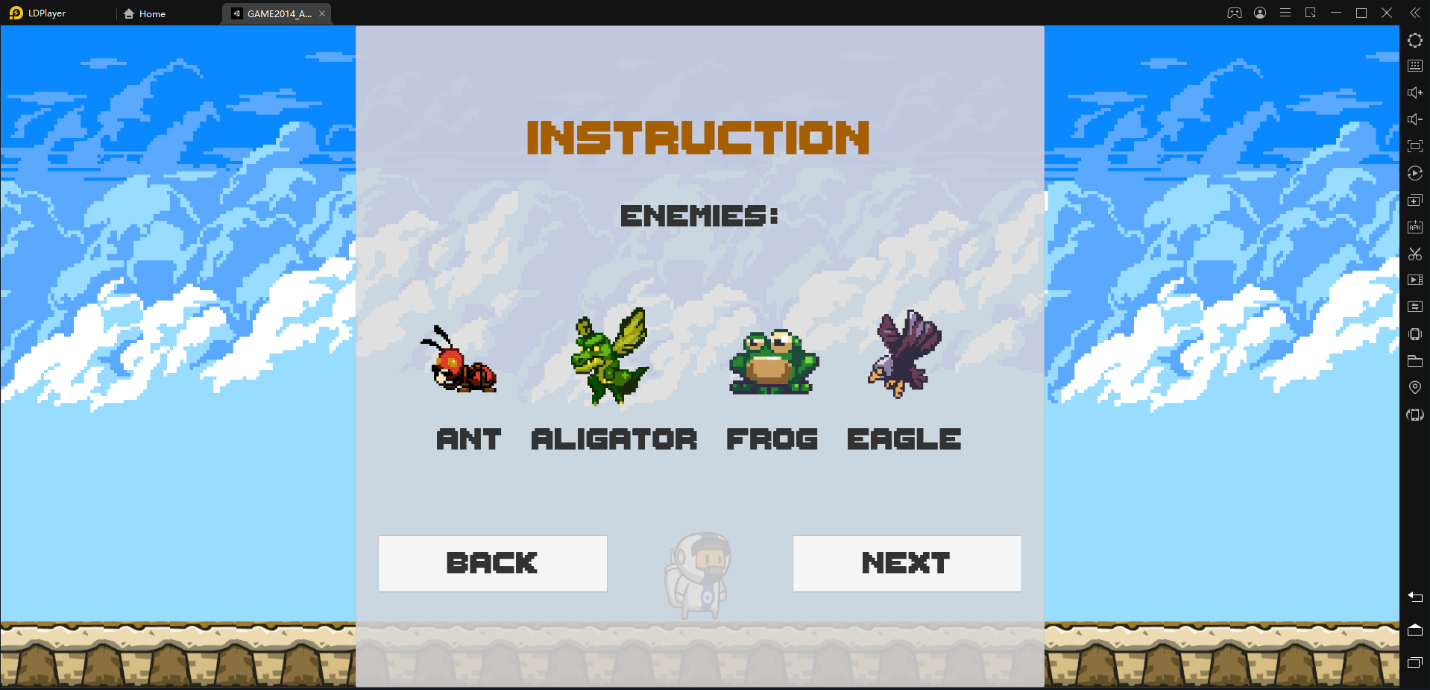 LDPlayer
Home
GAME2014_A...
INSTRUCTION
ENEMIES:
ANT ALIGATOR FROG EAGLE
BACK NEXT